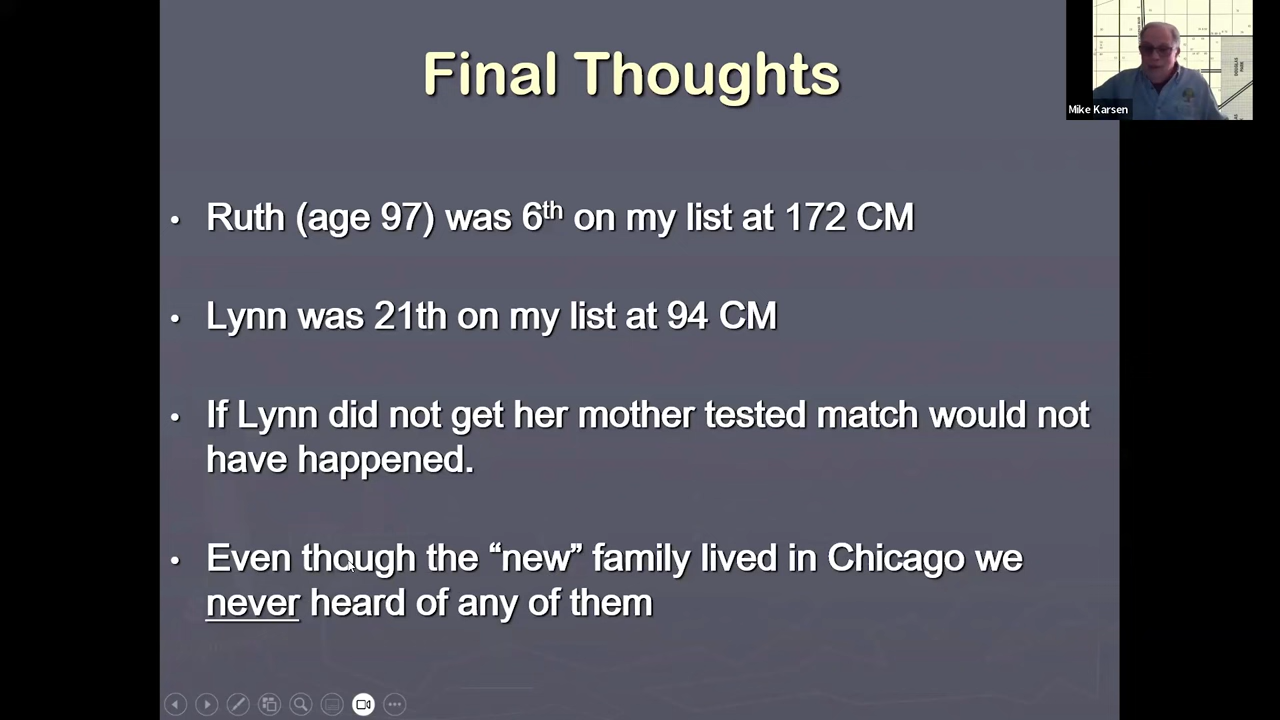 Final Thoughts
Mike Karsen
• Ruth (age 97) was 6th on my list at 172 CM
• Lynn was 21th on my list at 94 CM
• If Lynn did not get her mother tested match would not
have happened.
• Even though the “new” family lived in Chicago we
never heard of any of them